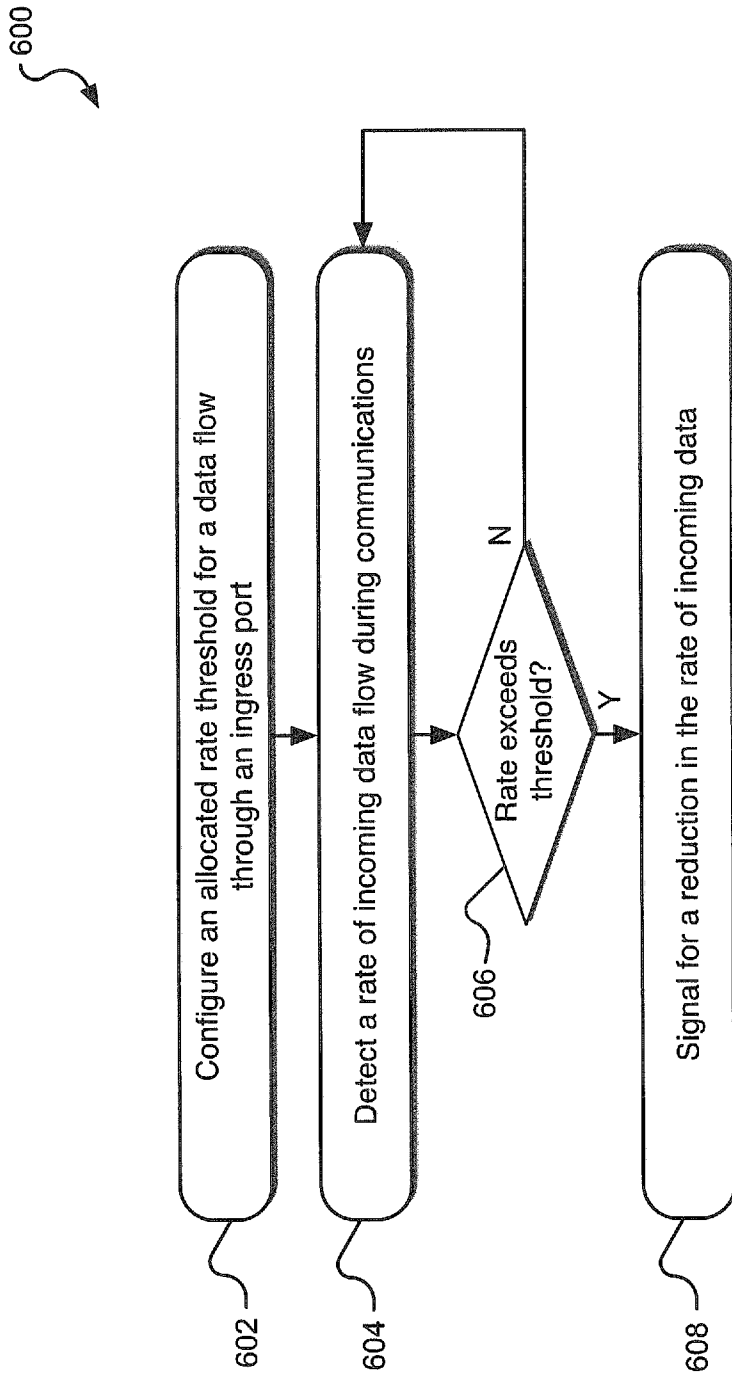 600
602
Configure an allocated rate threshold for a data flow
through an ingress port
604
Detect a rate of incoming data flow during communications
606
Rate exceeds
threshold?
N
Y
608
Signal for a reduction in the rate of incoming data